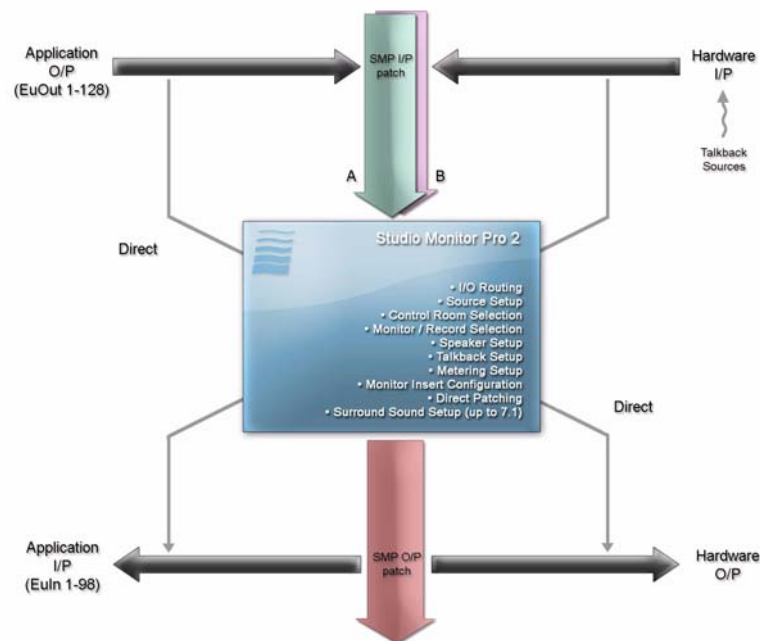 Application
O/P
(EuOut 1-128)
SMP I/P
patch
Hardware
I/P
Talkback
Sources
A
B
Direct
Studio Monitor Pro 2
• I/O Routing
• Source Setup
• Control Room Selection
• Monitor / Record Selection
• Speaker Setup
• Talkback Setup
• Metering Setup
• Monitor Insert Configuration
• Direct Patching
• Surround Sound Setup (up to 7.1)
Direct
Application
I/P
(EuIn 1-98)
SMP O/P
patch
Hardware
O/P